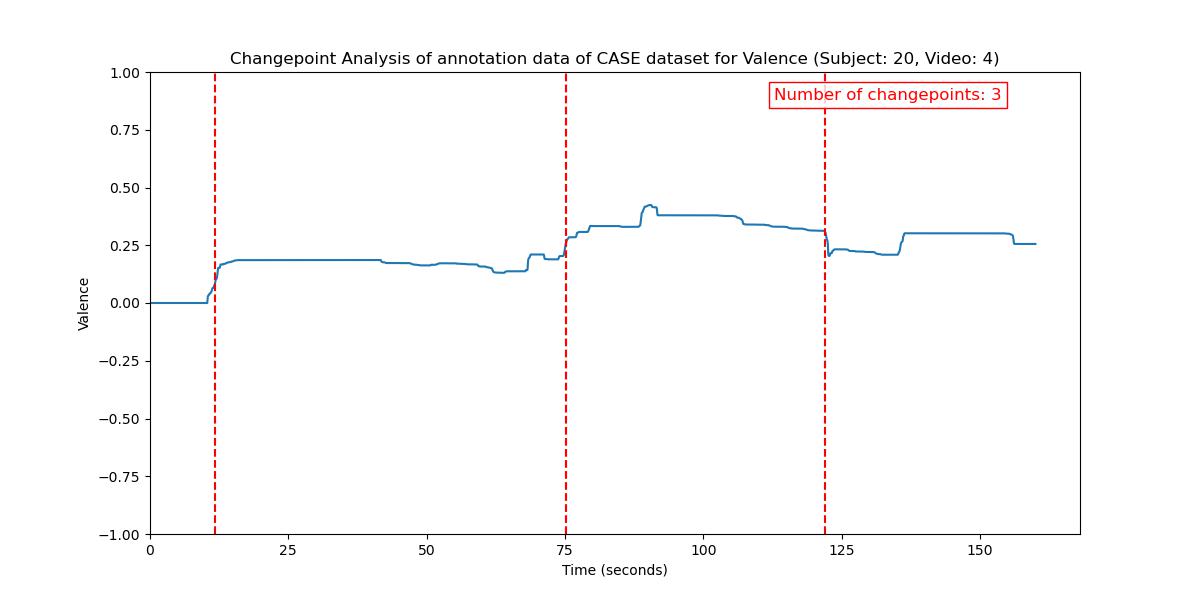 Changepoint Analysis of annotation data of CASE dataset for Valence (Subject: 20, Video: 4)
Number of changepoints: 3
Valence
1.00
0.75
0.50
0.25
0.00
−0.25
−0.50
−0.75
−1.00
0 25 50 75 100 125 150
Time (seconds)